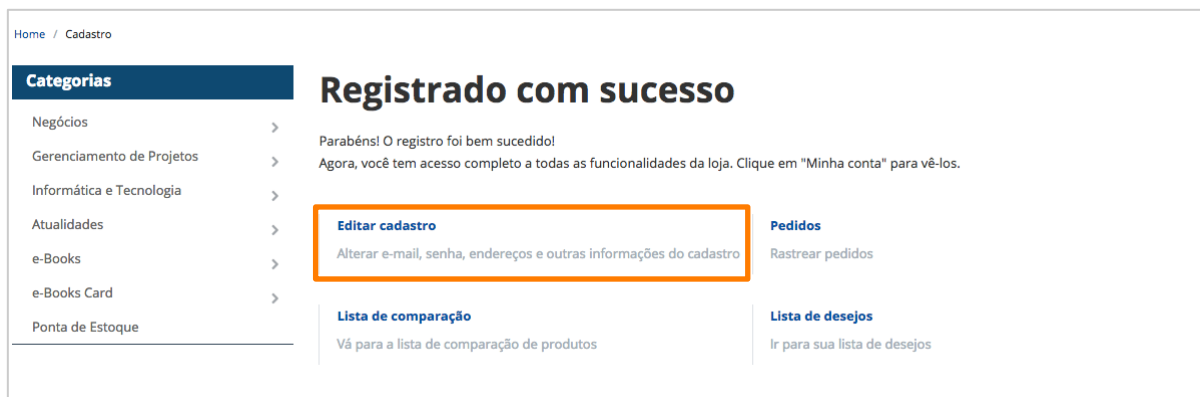 Home / Cadastro
Categorias
Negócios
Gerenciamento de Projetos
Informática e Tecnologia
Atualidades
e-Books
e-Books Card
Ponta de Estoque
Registrado com sucesso
Parabéns! O registro foi bem sucedido!
Agora, você tem acesso completo a todas as funcionalidades da loja. Clique em "Minha conta" para vê-los.
Editar cadastro
Alterar e-mail, senha, endereços e outras informações do cadastro
Pedidos
Rastrear pedidos
Lista de comparação
Vá para a lista de comparação de produtos
Lista de desejos
Ir para sua lista de desejos